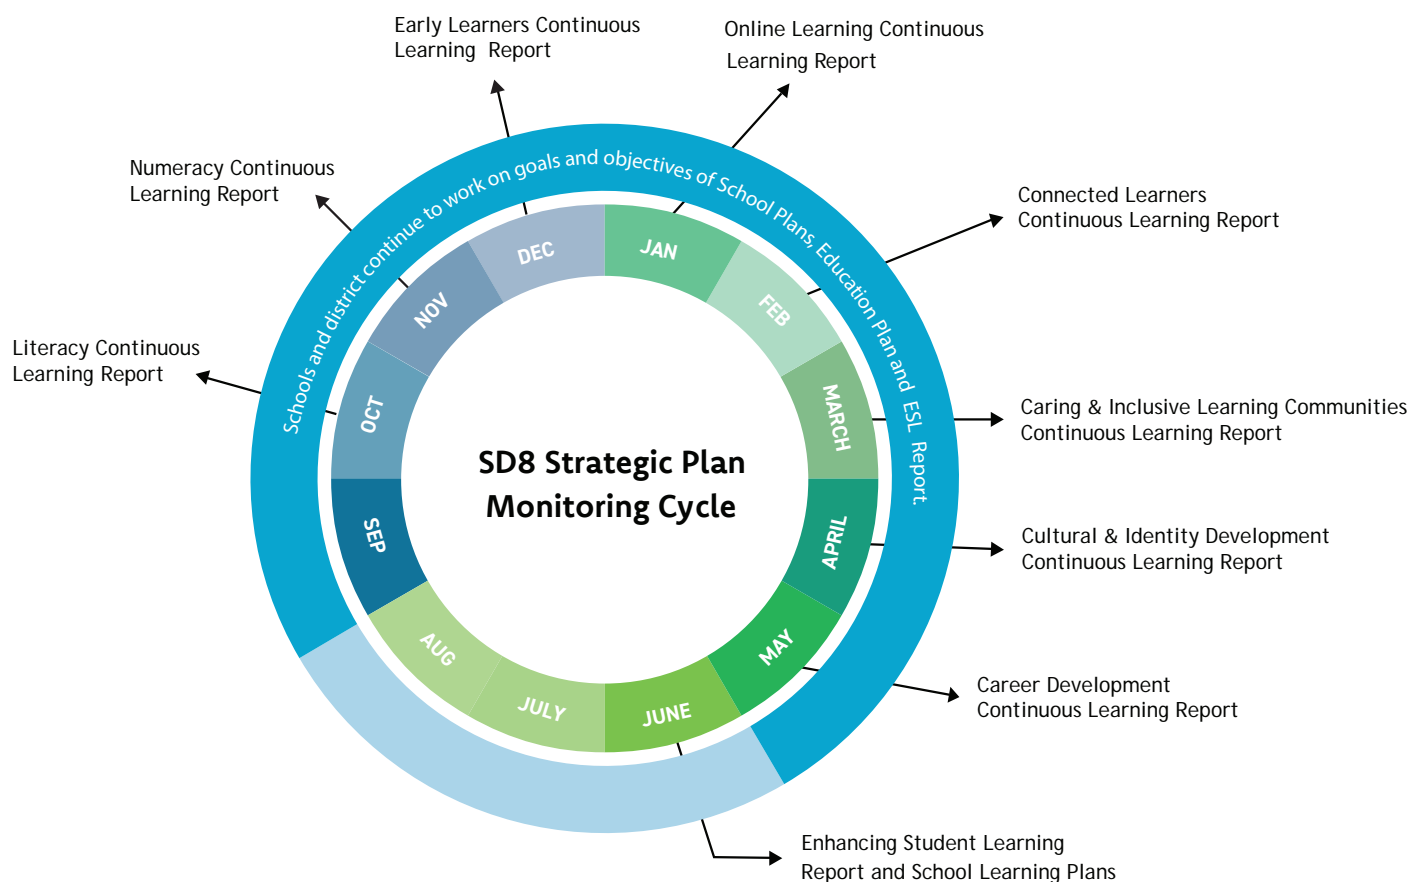 Early Learners Continuous
Learning Report
Online Learning Continuous
Learning Report
Numeracy Continuous
Learning Report
Connected Learners
Continuous Learning Report
Literacy Continuous
Learning Report
Caring & Inclusive Learning Communities
Continuous Learning Report
Cultural & Identity Development
Continuous Learning Report
Career Development
Continuous Learning Report
Enhancing Student Learning
Report and School Learning Plans
Schools and district continue to work on goals and objectives of School Plans, Education Plan and ESL Report.
JAN
FEB
MARCH
APRIL
MAY
JUNE
JULY
AUG
SEP
OCT
NOV
DEC
SD8 Strategic Plan
Monitoring Cycle